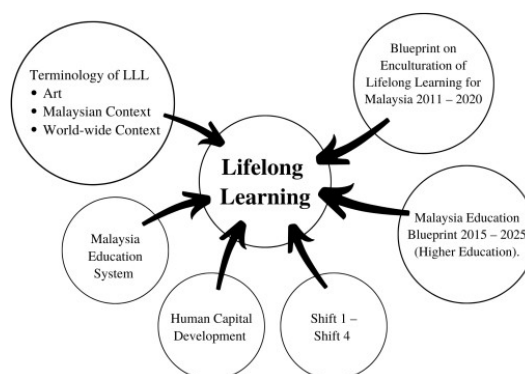 Terminology of LLL
• Art
• Malaysian Context
• World-wide Context
Blueprint on
Enculturation of
Lifelong Learning for
Malaysia 2011 – 2020
Lifelong
Learning
Malaysia
Education
System
Malaysia Education
Blueprint 2015 – 2025
(Higher Education).
Human Capital
Development
Shift 1 –
Shift 4